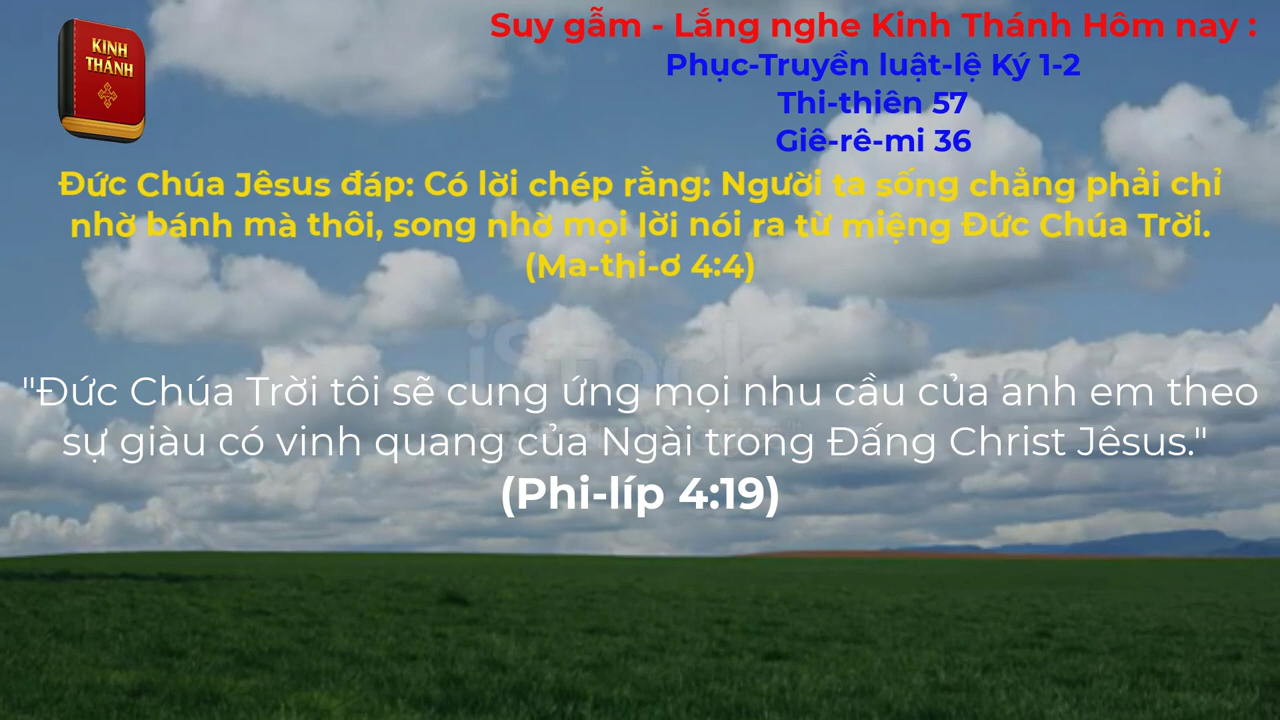 KINH
THÁNH
Suy gẫm - Lắng nghe Kinh Thánh Hôm nay :
Phục-Truyền luật-lệ Ký 1-2
Thi-thiên 57
Giê-rê-mi 36
Đức Chúa Jêsus đáp: Có lời chép rằng: Người ta sống chẳng phải chỉ
nhờ bánh mà thôi, song nhờ mọi lời nói ra từ miệng Đức Chúa Trời.
(Ma-thi-ơ 4:4)
iStock
"Đức Chúa Trời tôi sẽ cung ứng mọi nhu cầu của anh em theo
sự giàu có vinh quang của Ngài trong Đấng Christ Jêsus."
(Phi-líp 4:19)